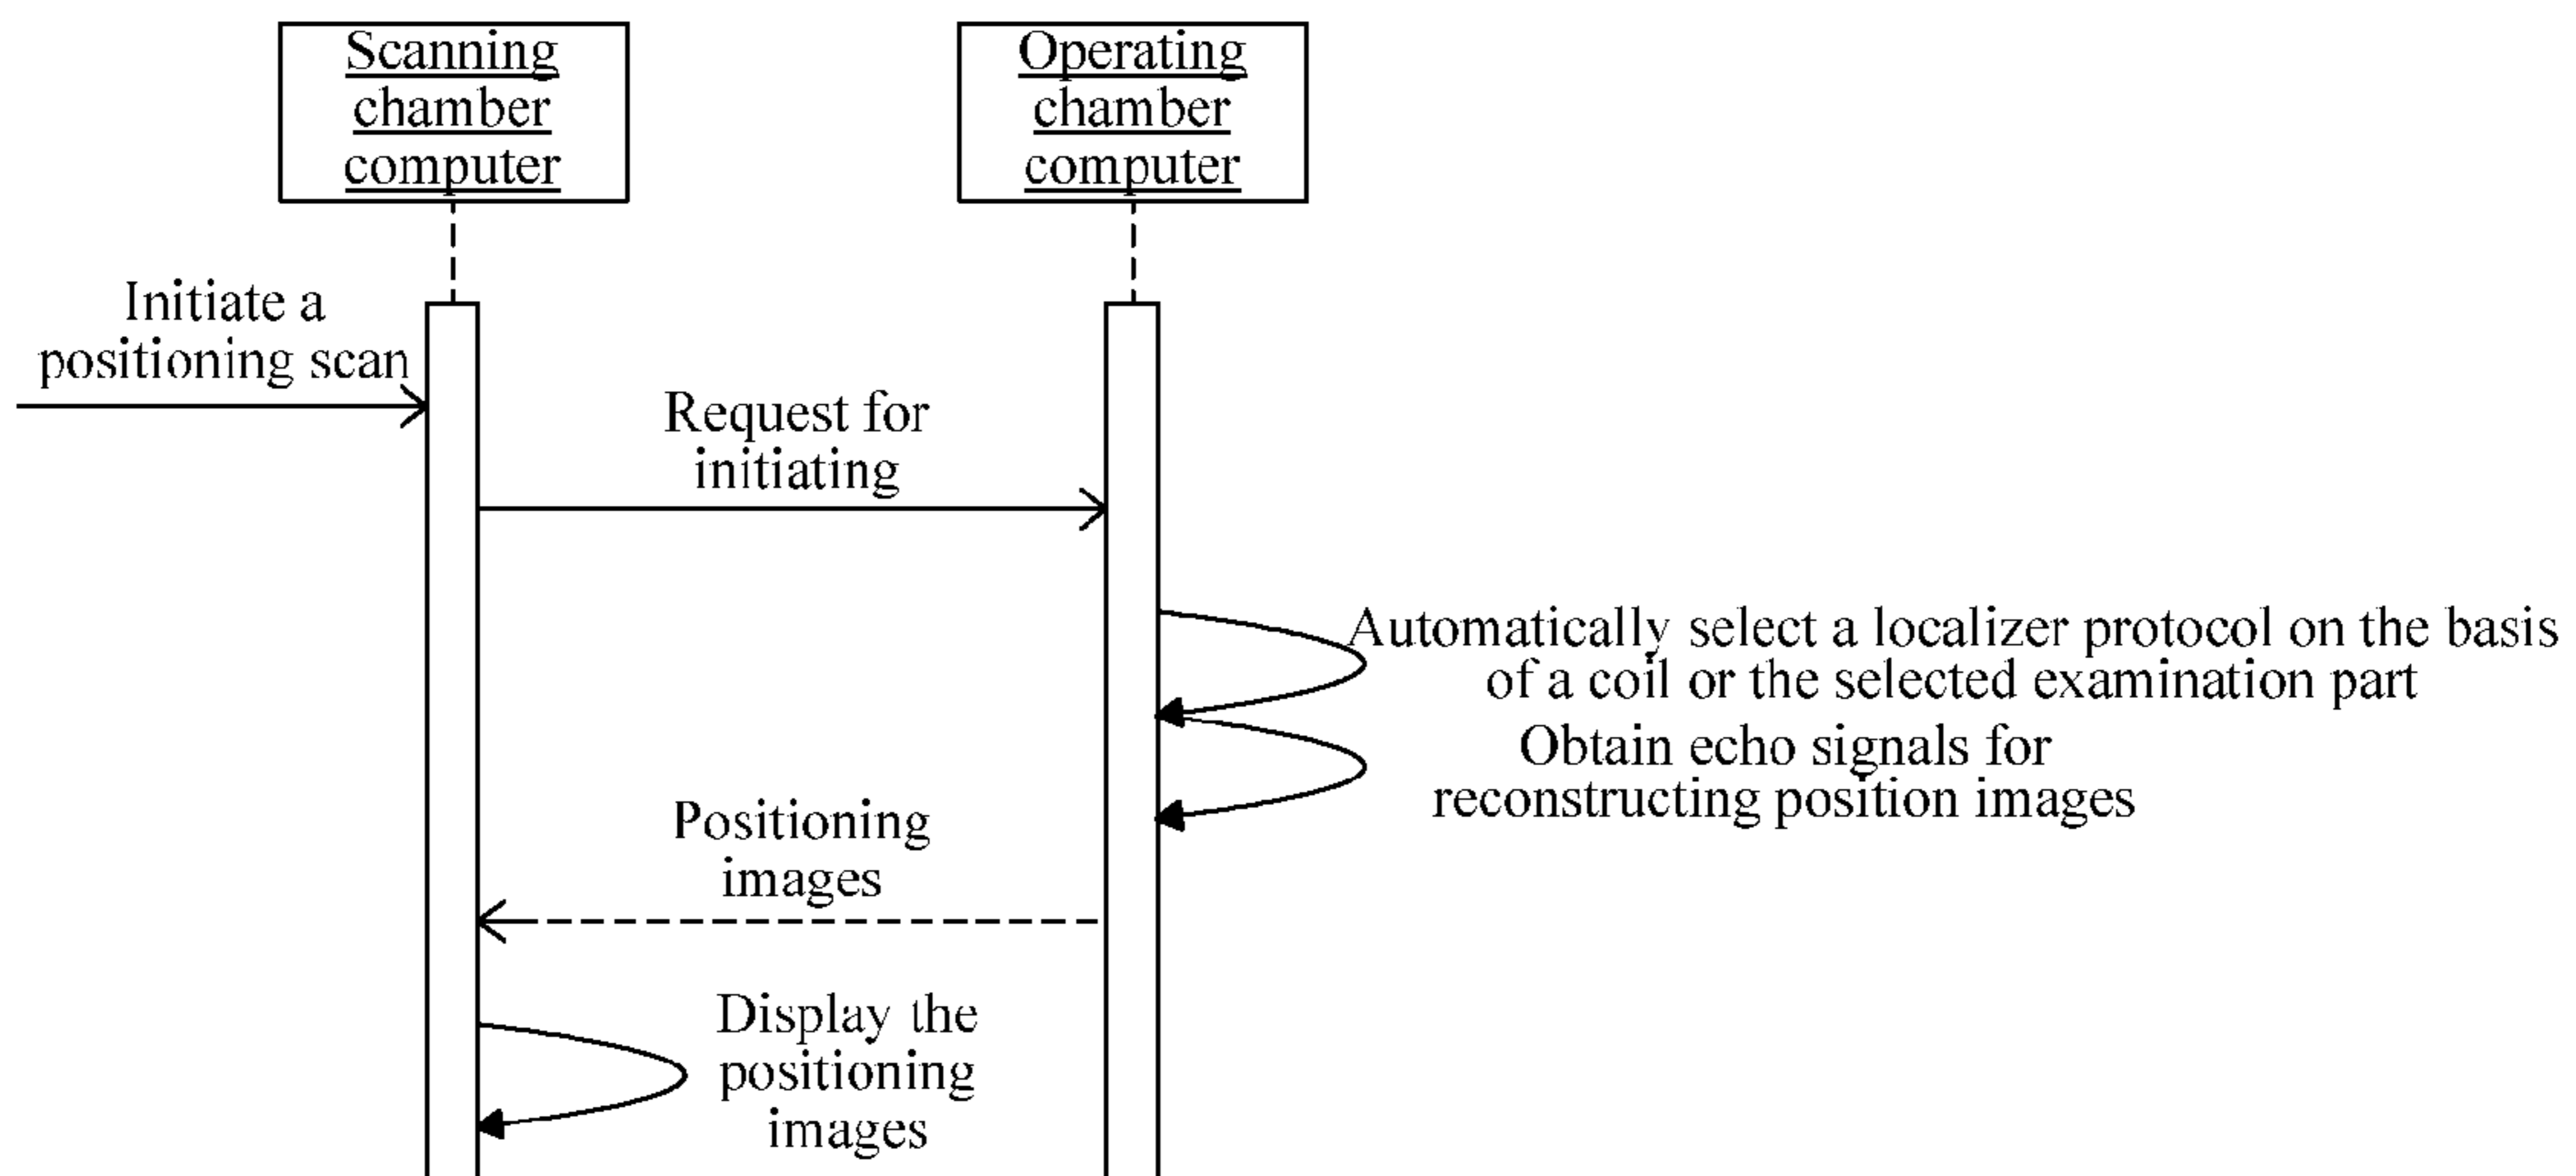 Scanning
chamber
computer
Operating
chamber
computer
Initiate a
positioning scan
Request for
initiating
Automatically select a localizer protocol on the basis
of a coil or the selected examination part
Obtain echo signals for
reconstructing position images
Positioning
images
Display the
positioning
images